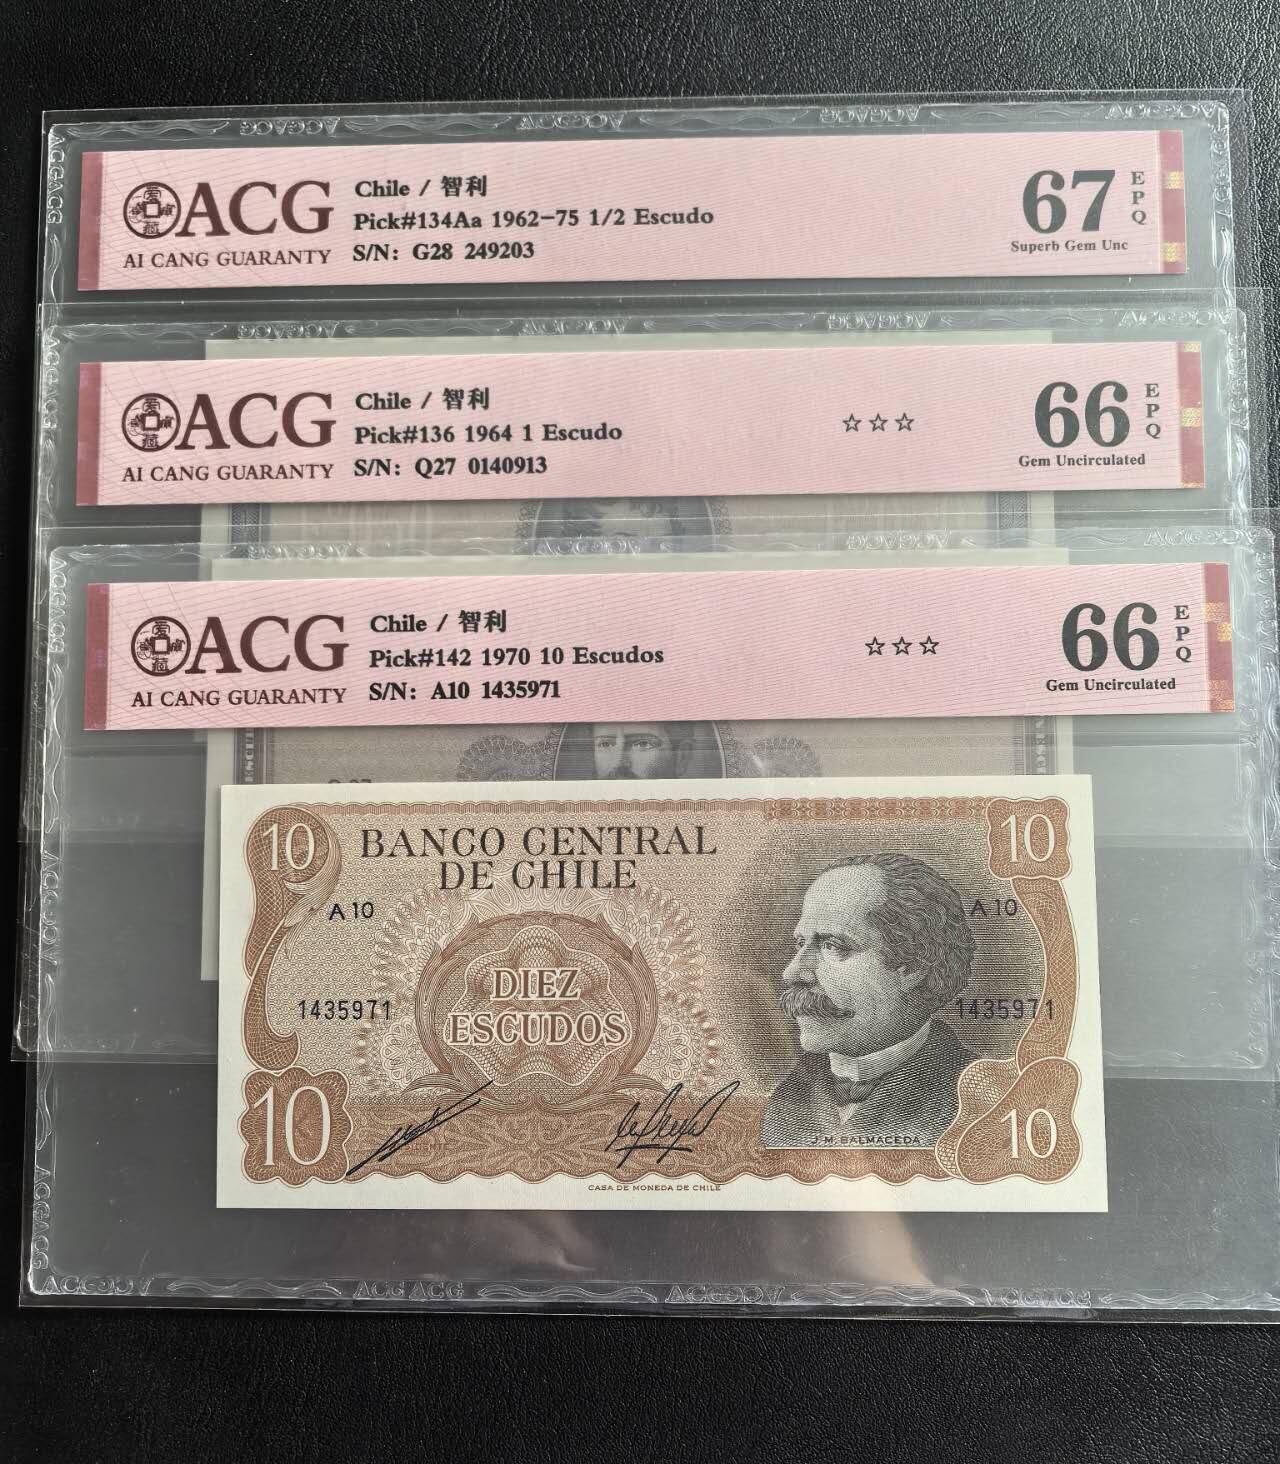 ACG
AI CANG GUARANTY
Chile / 智利
Pick#134Aa 1962-75 1/2 Escudo
S/N: G28 249203
67
EPQ
Superb Gem Unc
ACG
AI CANG GUARANTY
Chile / 智利
Pick#136 1964 1 Escudo
S/N: Q27 0140913
☆☆☆
66
EPQ
Gem Uncirculated
ACG
AI CANG GUARANTY
Chile / 智利
Pick#142 1970 10 Escudos
S/N: A10 1435971
☆☆☆
66
EPQ
Gem Uncirculated
10
BANCO CENTRAL
DE CHILE
10
A 10
A 10
DIEZ
ESCUDOS
1435971
1435971
10
10
J. M. BALMACEDA
CASA DE MONEDA DE CHILE